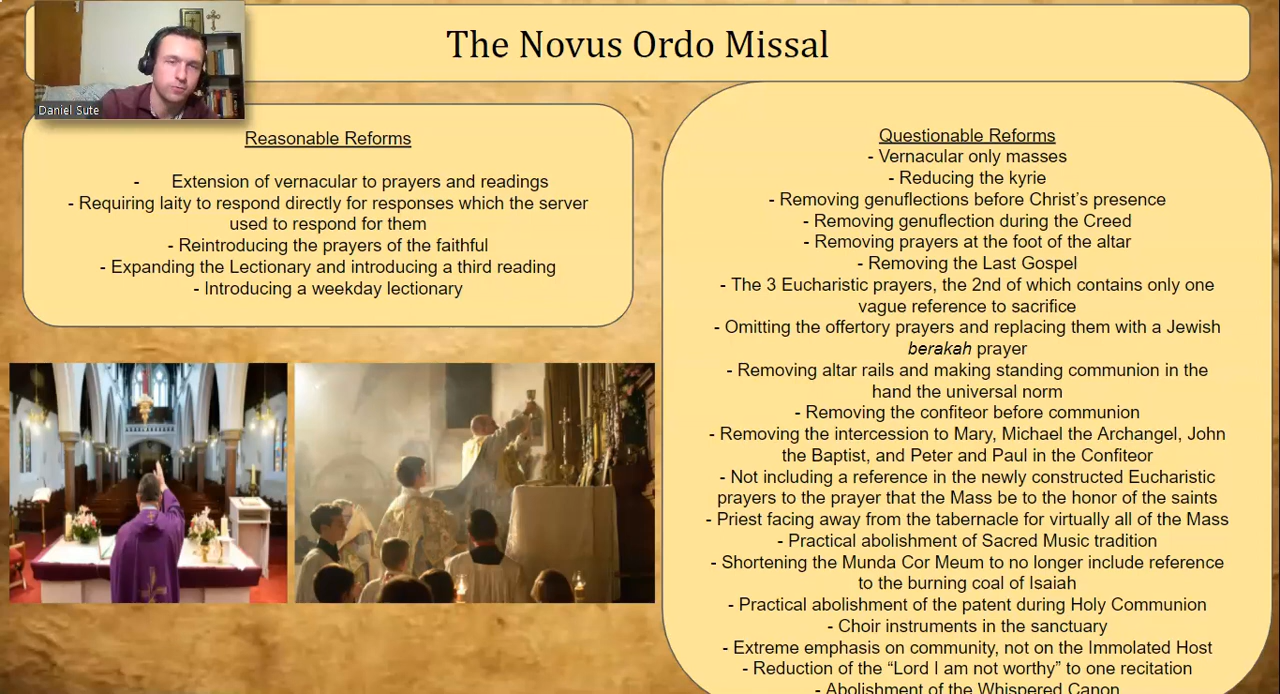 The Novus Ordo Missal
Daniel Sute
Reasonable Reforms
- Extension of vernacular to prayers and readings
- Requiring laity to respond directly for responses which the server
used to respond for them
- Reintroducing the prayers of the faithful
- Expanding the Lectionary and introducing a third reading
- Introducing a weekday lectionary
Questionable Reforms
- Vernacular only masses
- Reducing the kyrie
- Removing genuflections before Christ's presence
- Removing genuflection during the Creed
- Removing prayers at the foot of the altar
- Removing the Last Gospel
- The 3 Eucharistic prayers, the 2nd of which contains only one
vague reference to sacrifice
- Omitting the offertory prayers and replacing them with a Jewish
berakah prayer
- Removing altar rails and making standing communion in the
hand the universal norm
- Removing the confiteor before communion
- Removing the intercession to Mary, Michael the Archangel, John
the Baptist, and Peter and Paul in the Confiteor
- Not including a reference in the newly constructed Eucharistic
prayers to the prayer that the Mass be to the honor of the saints
- Priest facing away from the tabernacle for virtually all of the Mass
- Practical abolishment of Sacred Music tradition
- Shortening the Munda Cor Meum to no longer include reference
to the burning coal of Isaiah
- Practical abolishment of the patent during Holy Communion
- Choir instruments in the sanctuary
- Extreme emphasis on community, not on the Immolated Host
- Reduction of the “Lord I am not worthy” to one recitation
- Abolishment of the Whispered Canon